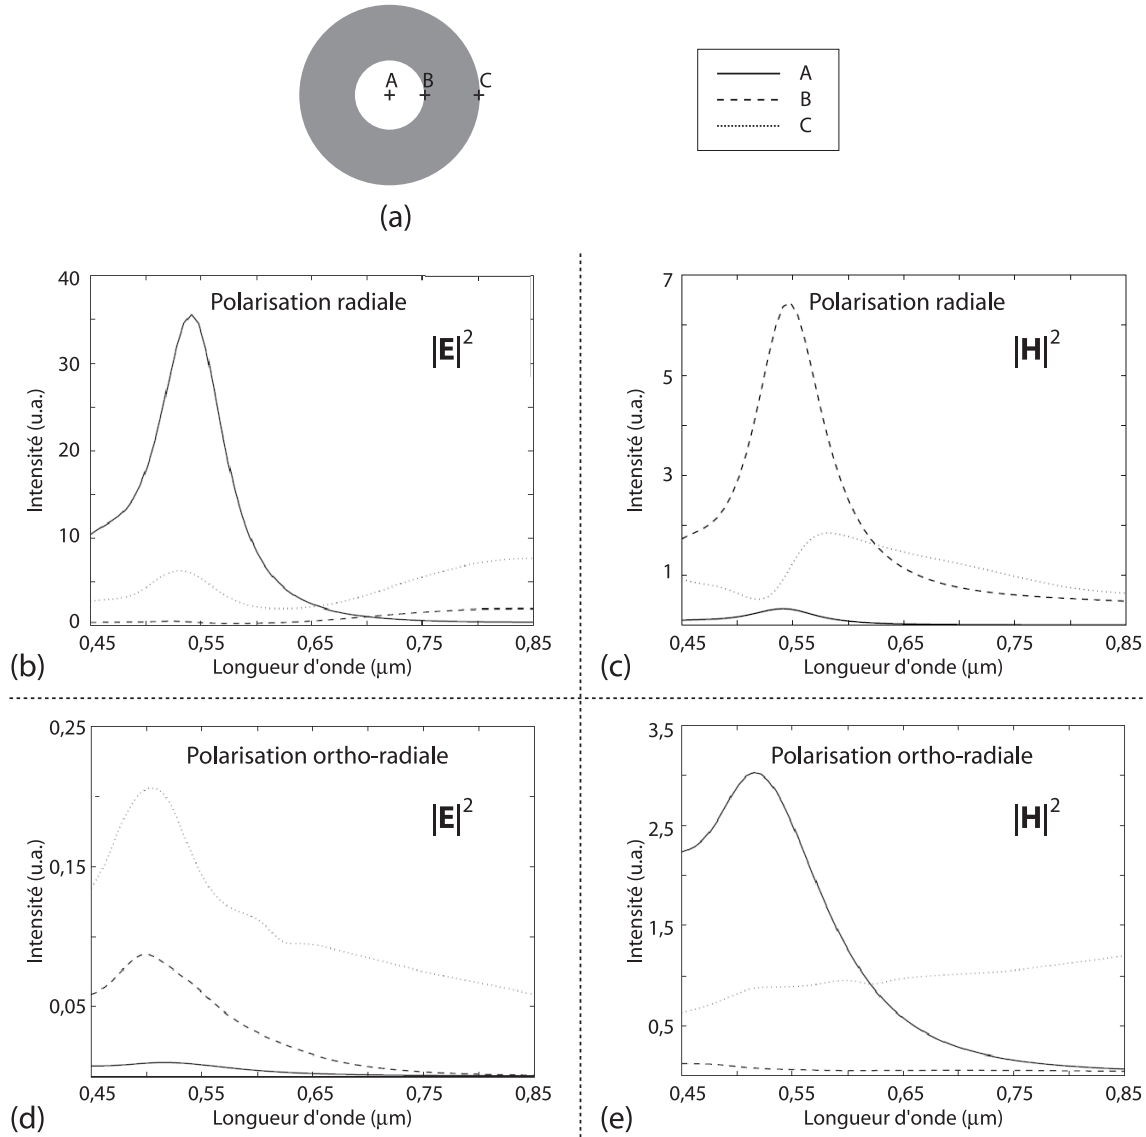 A B C
A
B
C
(a)
40
30
20
10
0
Intensité (u.a.)
Polarisation radiale
|E|²
0,45 0,55 0,65 0,75 0,85
Longueur d'onde (μm)
(b)
7
5
3
1
Intensité (u.a.)
Polarisation radiale
|H|²
0,45 0,55 0,65 0,75 0,85
Longueur d'onde (μm)
(c)
0,25
0,15
0,05
Intensité (u.a.)
Polarisation ortho-radiale
|E|²
0,45 0,55 0,65 0,75 0,85
Longueur d'onde (μm)
(d)
3,5
2,5
1,5
0,5
Intensité (u.a.)
Polarisation ortho-radiale
|H|²
0,45 0,55 0,65 0,75 0,85
Longueur d'onde (μm)
(e)